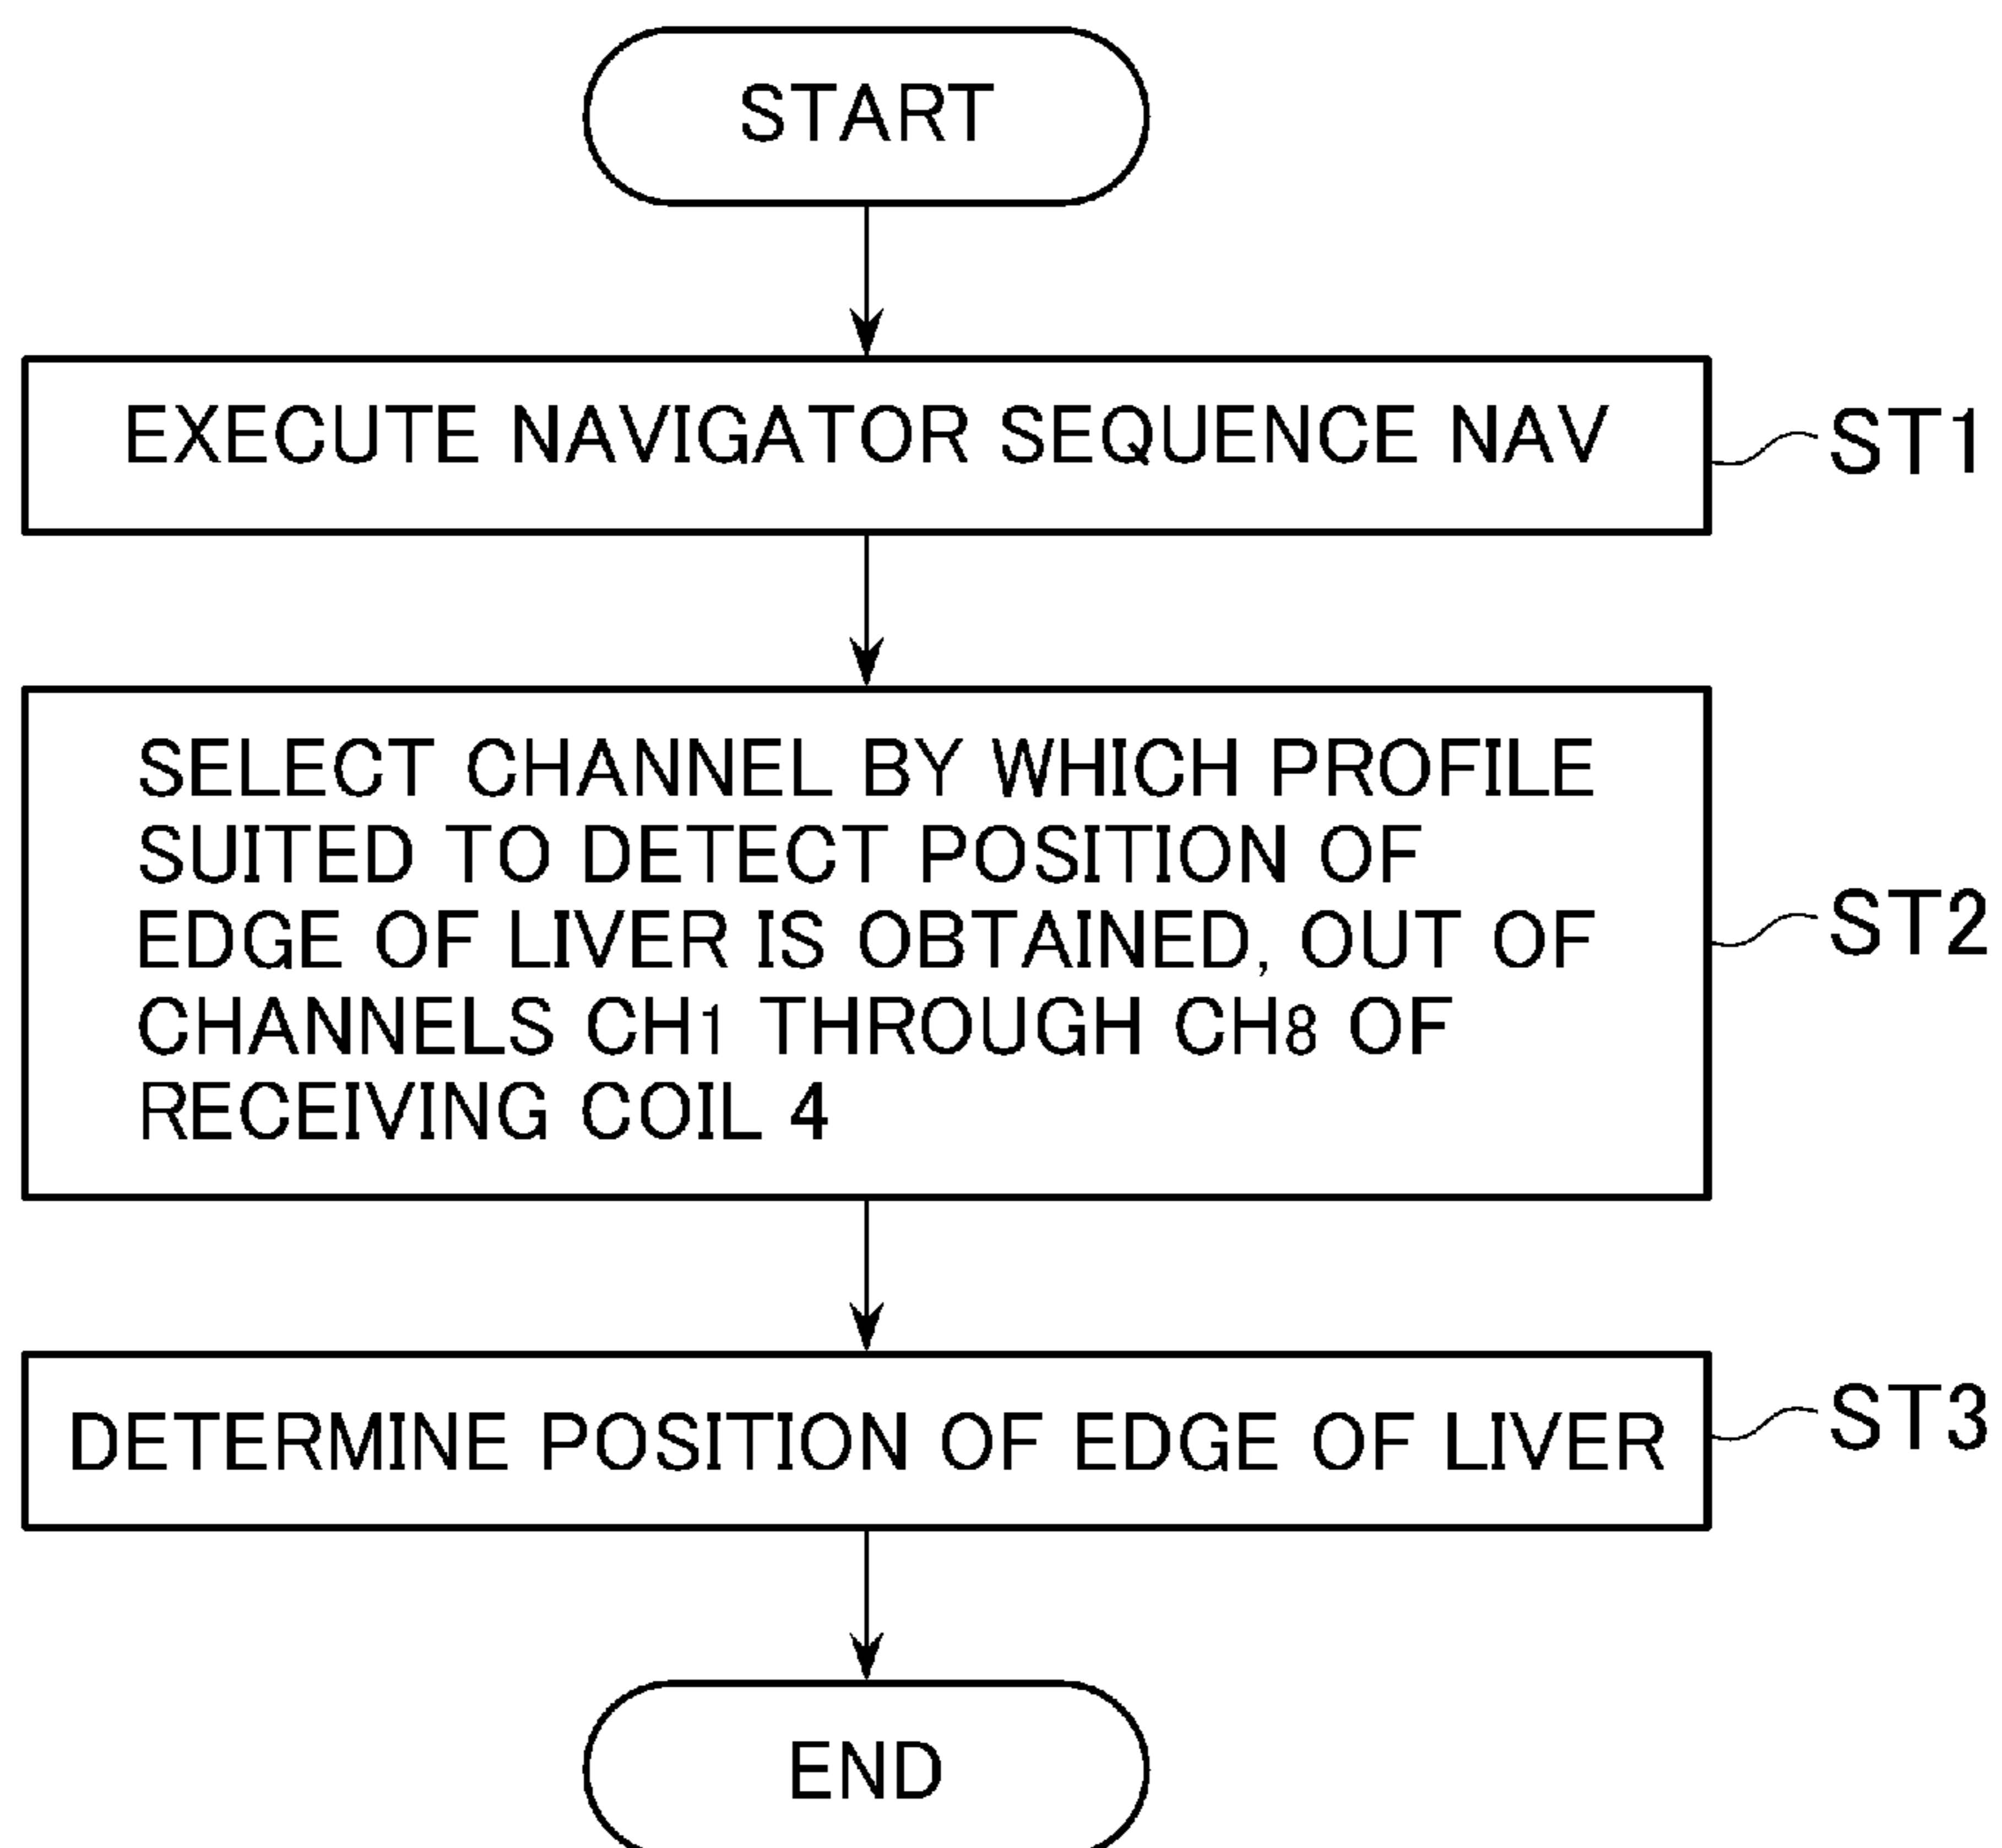 START
EXECUTE NAVIGATOR SEQUENCE NAV
ST1
SELECT CHANNEL BY WHICH PROFILE
SUITED TO DETECT POSITION OF
EDGE OF LIVER IS OBTAINED, OUT OF
CHANNELS CH1 THROUGH CH8 OF
RECEIVING COIL 4
ST2
DETERMINE POSITION OF EDGE OF LIVER
ST3
END